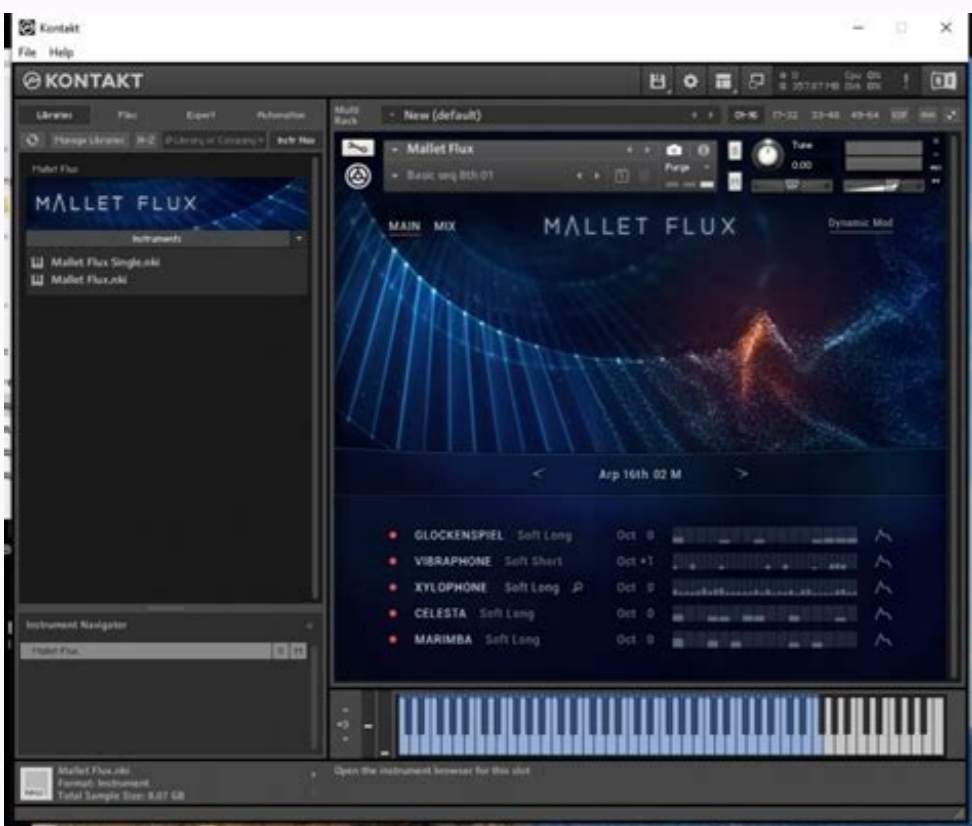 Kontakt
File Help
KONTAKT
Libraries Files Expert Automation
Multi Rack New (default)
Manage Libraries
Mallet Flux
MALLET FLUX
Instruments
Mallet Flux Single.nki
Mallet Flux.nki
Mallet Flux
Basic seq 8th 01
Purge
Tune
0.00
MAIN MIX
MALLET FLUX
Dynamic Mod
< Arp 16th 02 M >
GLOCKENSPIEL Soft Long Oct 0
VIBRAPHONE Soft Short Oct +1
XYLOPHONE Soft Long Oct 0
CELESTA Soft Long Oct 0
MARIMBA Soft Long Oct 0
Instrument Navigator
Mallet Flux
+3
Mallet Flux.nki
Format: Instrument
Total Sample Size: 8.07 GB
Open the instrument browser for this slot